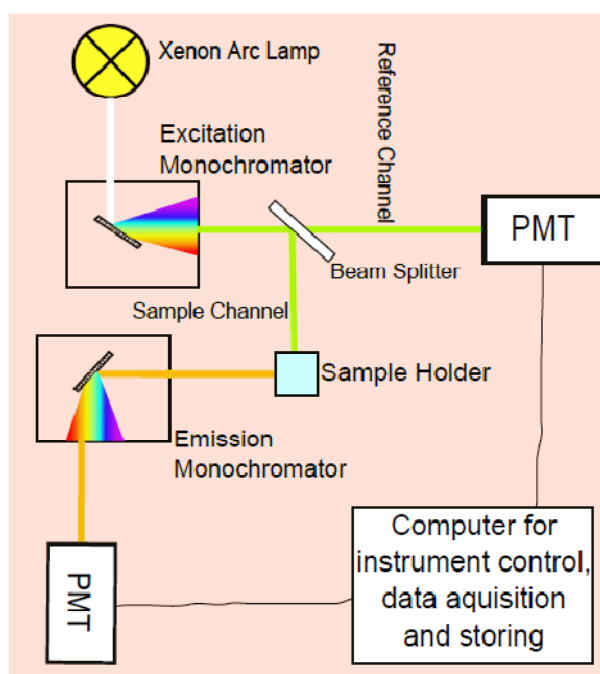 Xenon Arc Lamp
Reference Channel
Excitation
Monochromator
PMT
Beam Splitter
Sample Channel
Sample Holder
Emission
Monochromator
Computer for
instrument control,
data aquisition
and storing
PMT